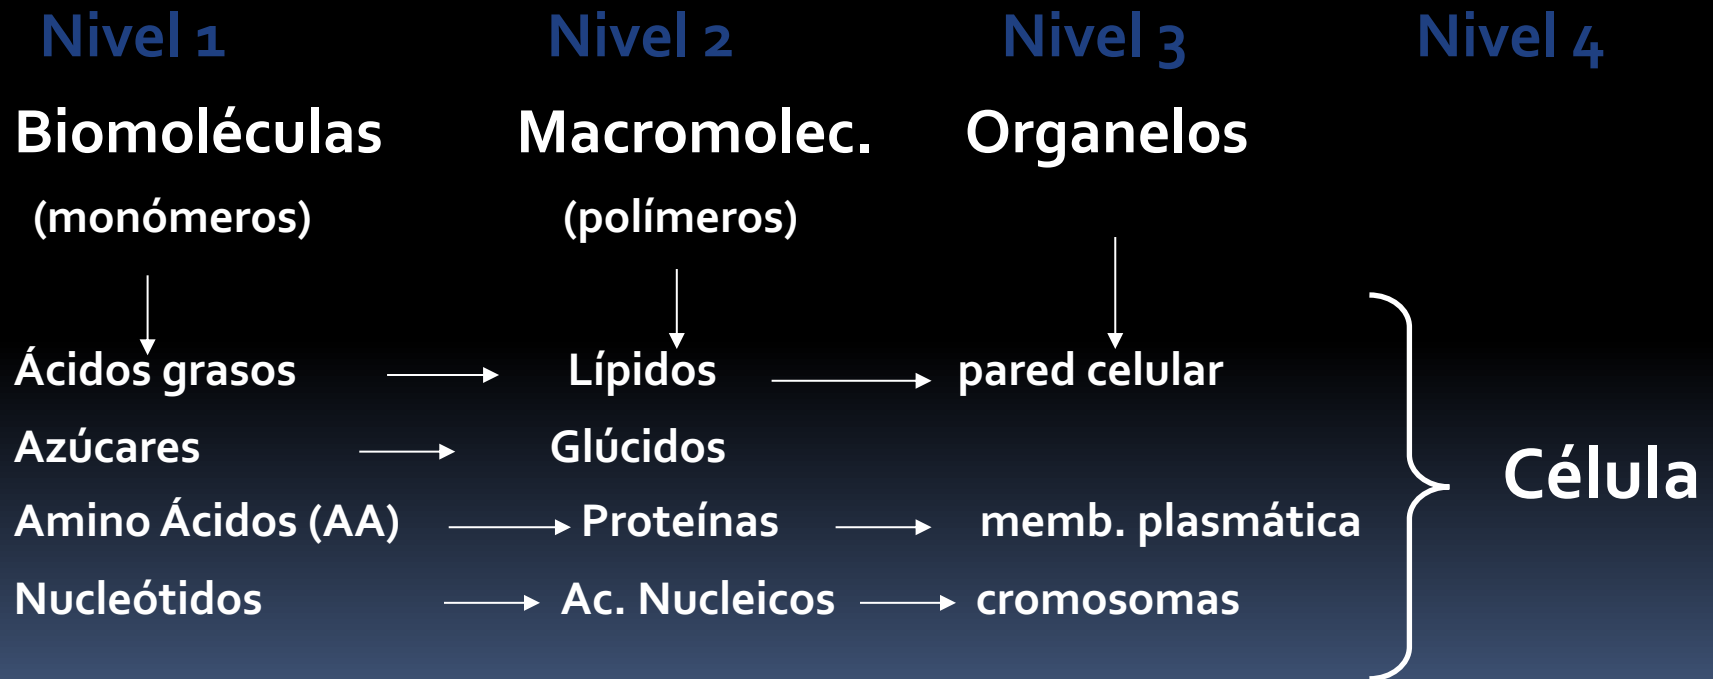 Nivel 1 Nivel 2 Nivel 3 Nivel 4
Biomoléculas Macromolec. Organelos
(monómeros) (polímeros)
Ácidos grasos Lípidos pared celular
Azúcares Glúcidos
Célula
Amino Ácidos (AA) Proteínas memb. plasmática
Nucleótidos Ac. Nucleicos cromosomas